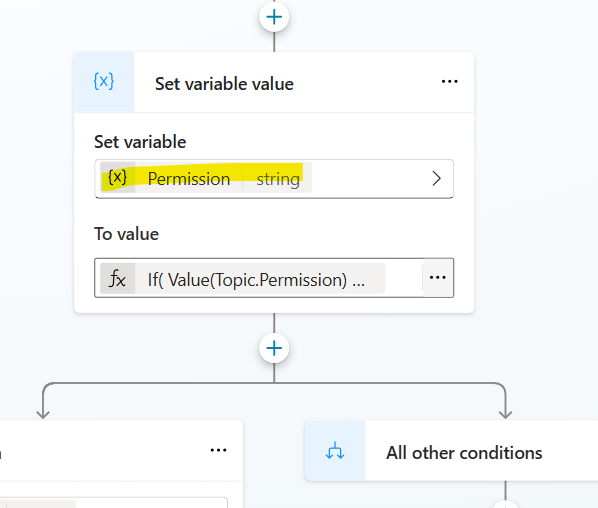 Set variable value
Set variable
{x} Permission string
To value
fx If( Value(Topic.Permission) ...
All other conditions